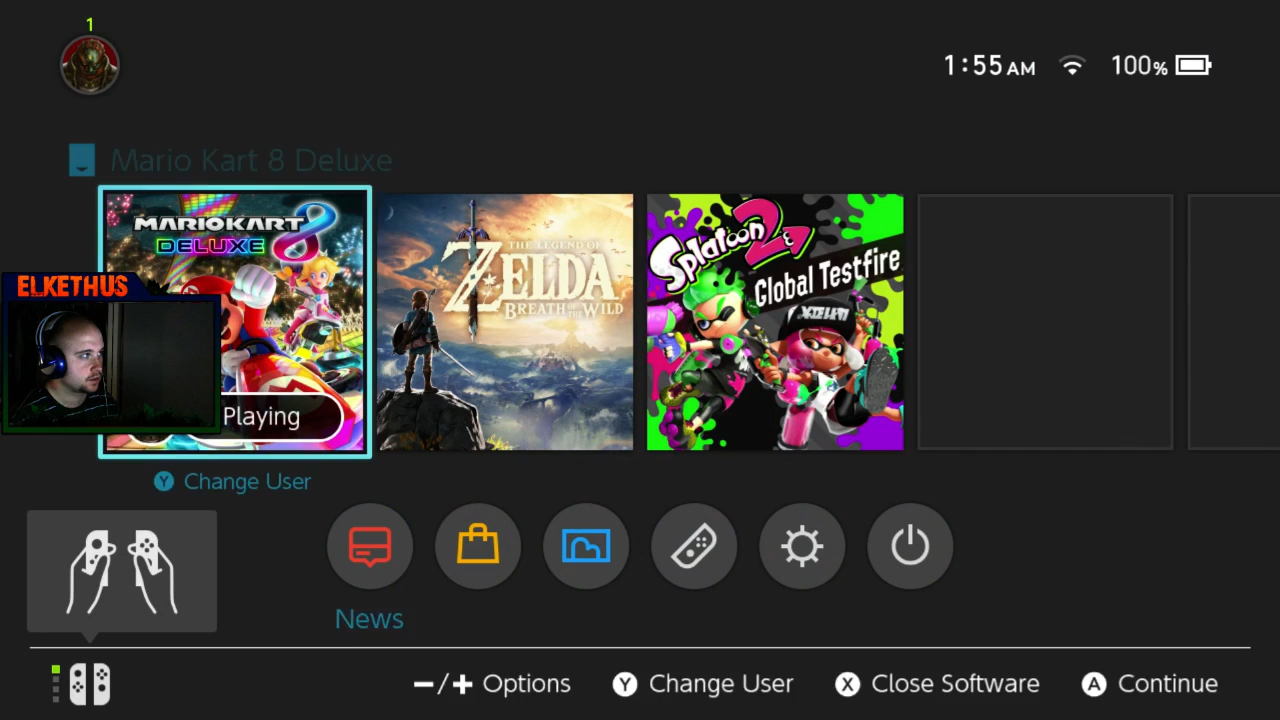 1
1:55 AM 100%
Mario Kart 8 Deluxe
MARIOKART 8
DELUXE
THE LEGEND OF
ZELDA
BREATH OF THE WILD
Splatoon 2
Global Testfire
ELKETHUS
Playing
Y Change User
News
−/+ Options Y Change User X Close Software A Continue